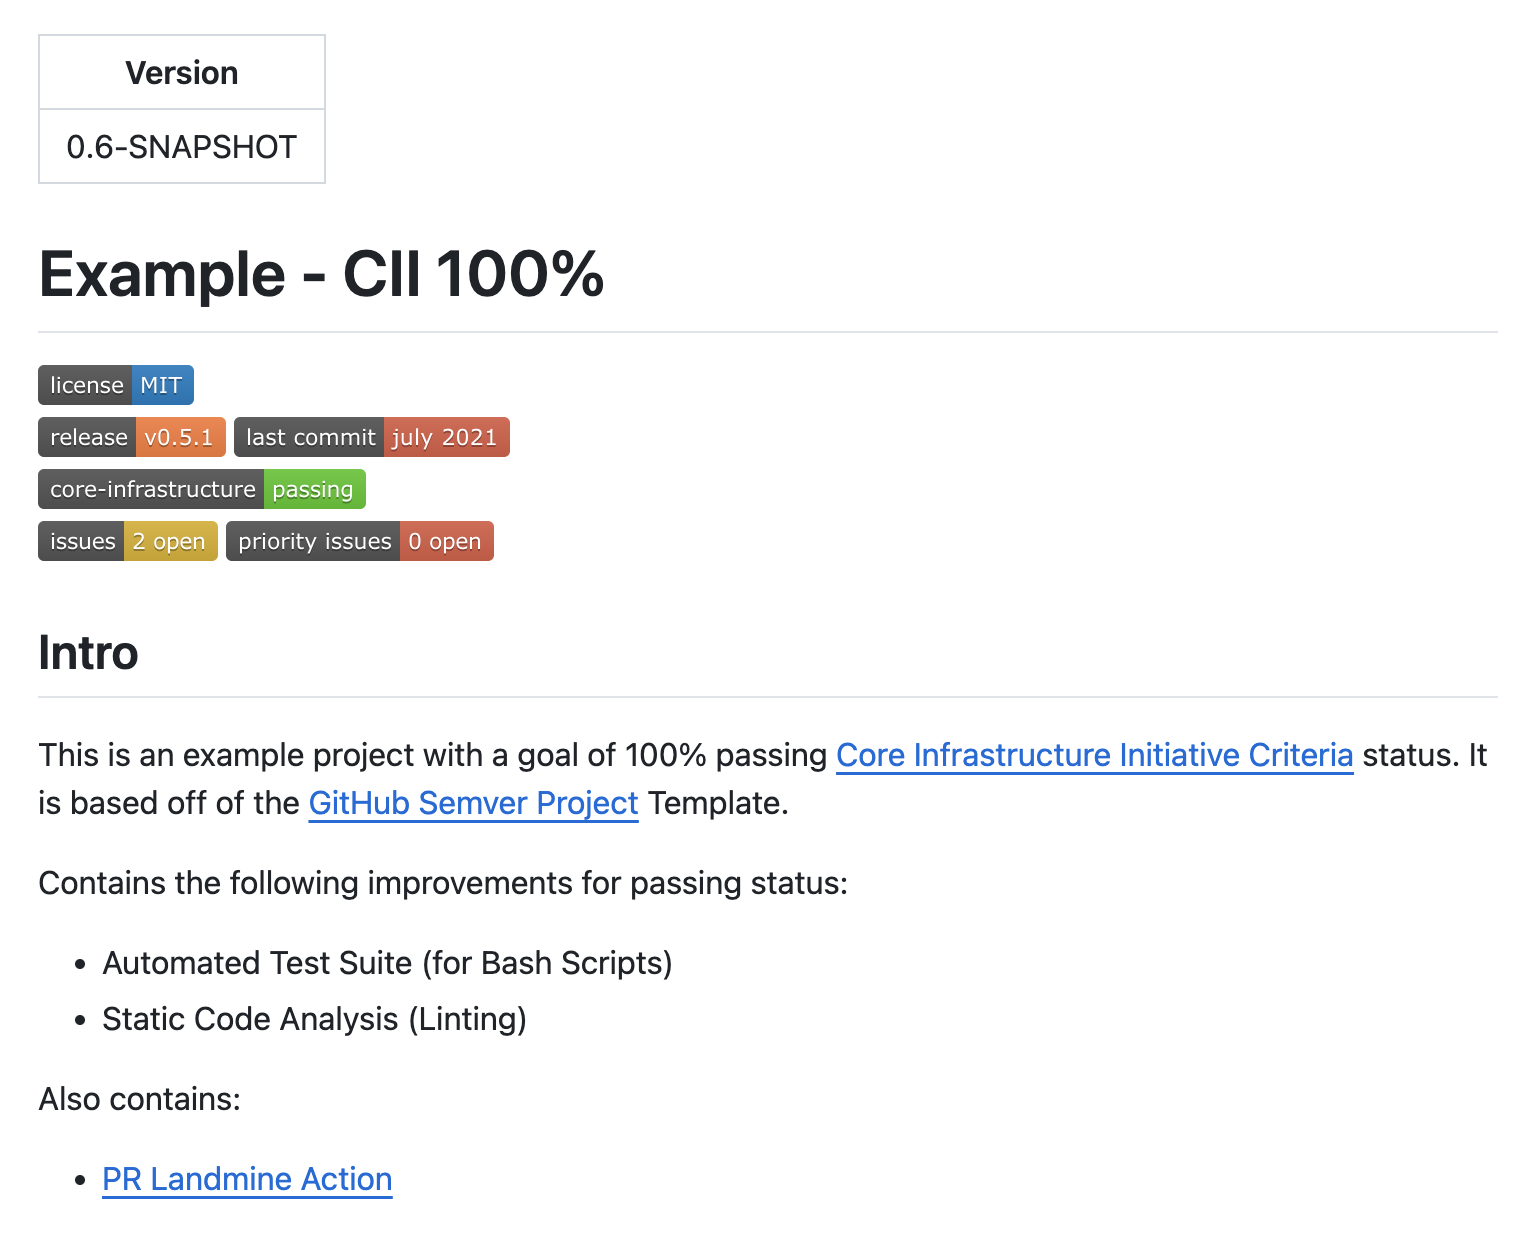 Version
0.6-SNAPSHOT
Example - CII 100%
license MIT
release v0.5.1 last commit july 2021
core-infrastructure passing
issues 2 open priority issues 0 open
Intro
This is an example project with a goal of 100% passing Core Infrastructure Initiative Criteria status. It
is based off of the GitHub Semver Project Template.
Contains the following improvements for passing status:
• Automated Test Suite (for Bash Scripts)
• Static Code Analysis (Linting)
Also contains:
• PR Landmine Action